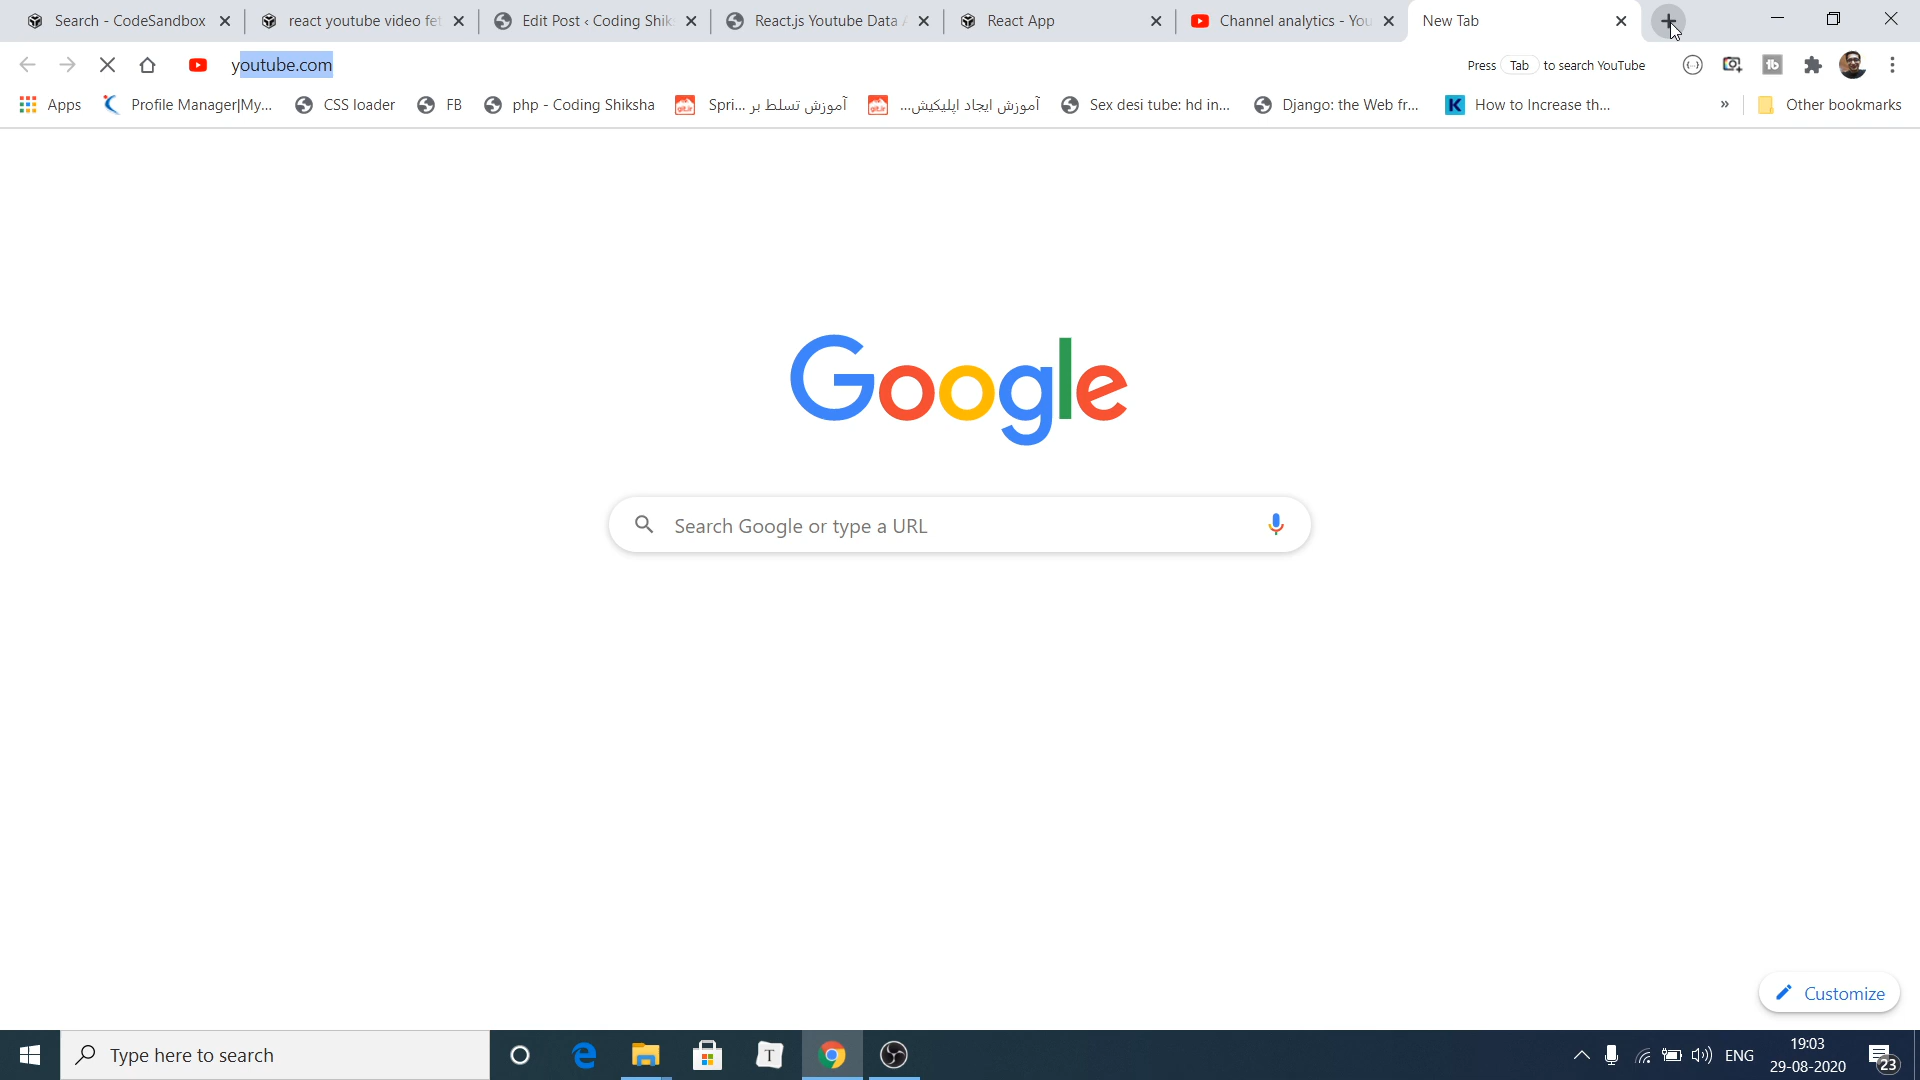 Search - CodeSandbox
react youtube video fet
Edit Post ‹ Coding Shik
React.js Youtube Data A
React App
Channel analytics - You
New Tab
youtube.com
Press Tab to search YouTube
Apps
Profile Manager|My...
CSS loader
FB
php - Coding Shiksha
آموزش تسلط بر Spri...
آموزش ایجاد اپلیکیش...
Sex desi tube: hd in...
Django: the Web fr...
K How to Increase th...
»
Other bookmarks
Google
Search Google or type a URL
Customize
Type here to search
T
ENG
19:03
29-08-2020
23